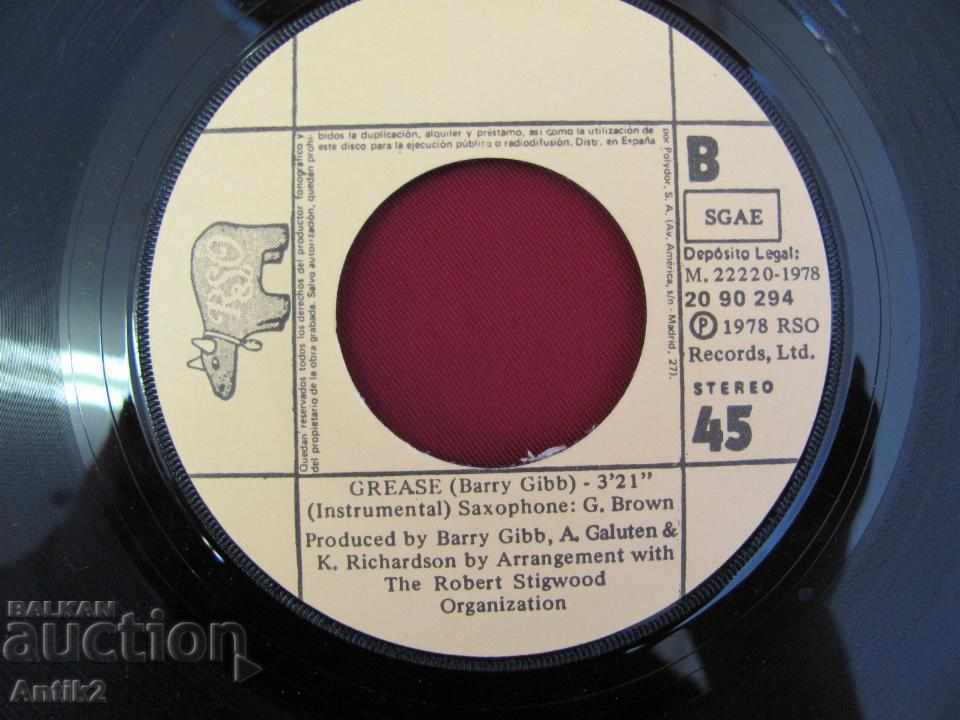 bidos la duplicación, alquiler y préstamo, así como la utilización de
este disco para la ejecución pública o radiodifusión. Distr. en España
por Polydor, S. A. (Av. América, s/n - Madrid, 27).
Quedan reservados todos los derechos del productor fonográfico y
del propietario de la obra grabada. Salvo autorización, quedan prohi-
RSO
B
SGAE
Depósito Legal:
M. 22220-1978
20 90 294
Ⓟ 1978 RSO
Records, Ltd.
STEREO
45
GREASE (Barry Gibb) - 3'21"
(Instrumental) Saxophone: G. Brown
Produced by Barry Gibb, A. Galuten &
K. Richardson by Arrangement with
The Robert Stigwood
Organization
BALKAN
auction
Antik2